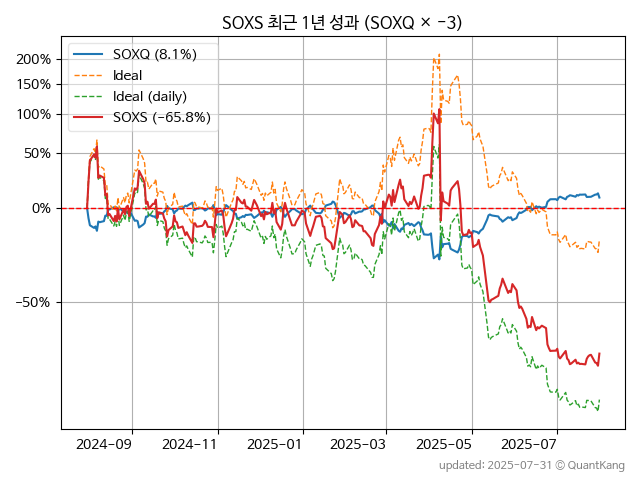 SOXS 최근 1년 성과 (SOXQ × −3)
SOXQ (8.1%)
Ideal
Ideal (daily)
SOXS (−65.8%)
200%
150%
100%
50%
0%
−50%
2024-09
2024-11
2025-01
2025-03
2025-05
2025-07
updated: 2025-07-31 © QuantKang